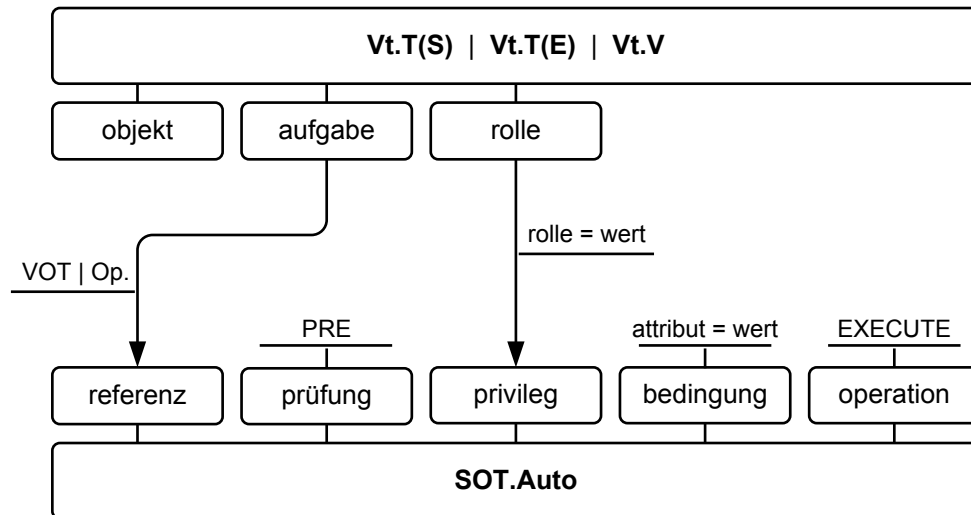 Vt.T(S) | Vt.T(E) | Vt.V
objekt
aufgabe
rolle
rolle = wert
VOT | Op.
PRE
attribut = wert
EXECUTE
referenz
prüfung
privileg
bedingung
operation
SOT.Auto